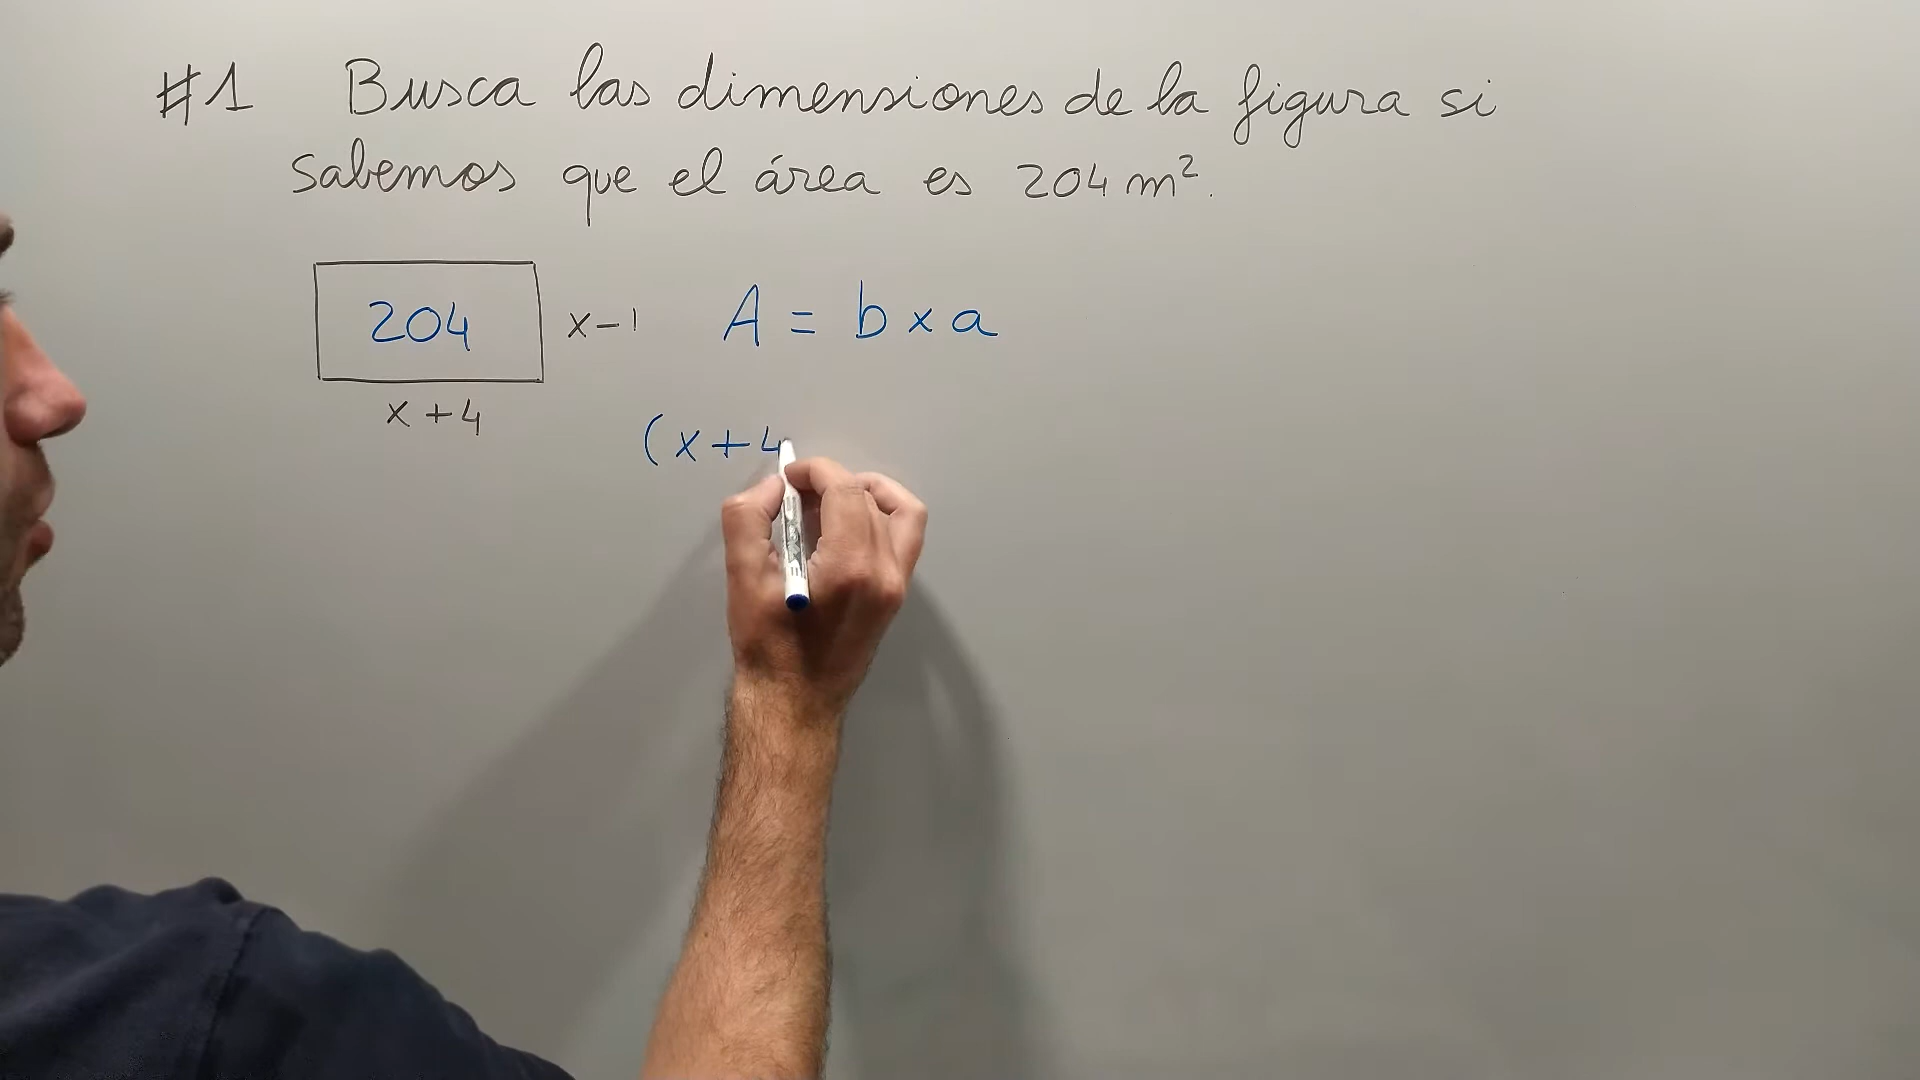 #1 Busca las dimensiones de la figura si
sabemos que el área es 204 m².
204 x-1 A = b x a
x+4
(x+4